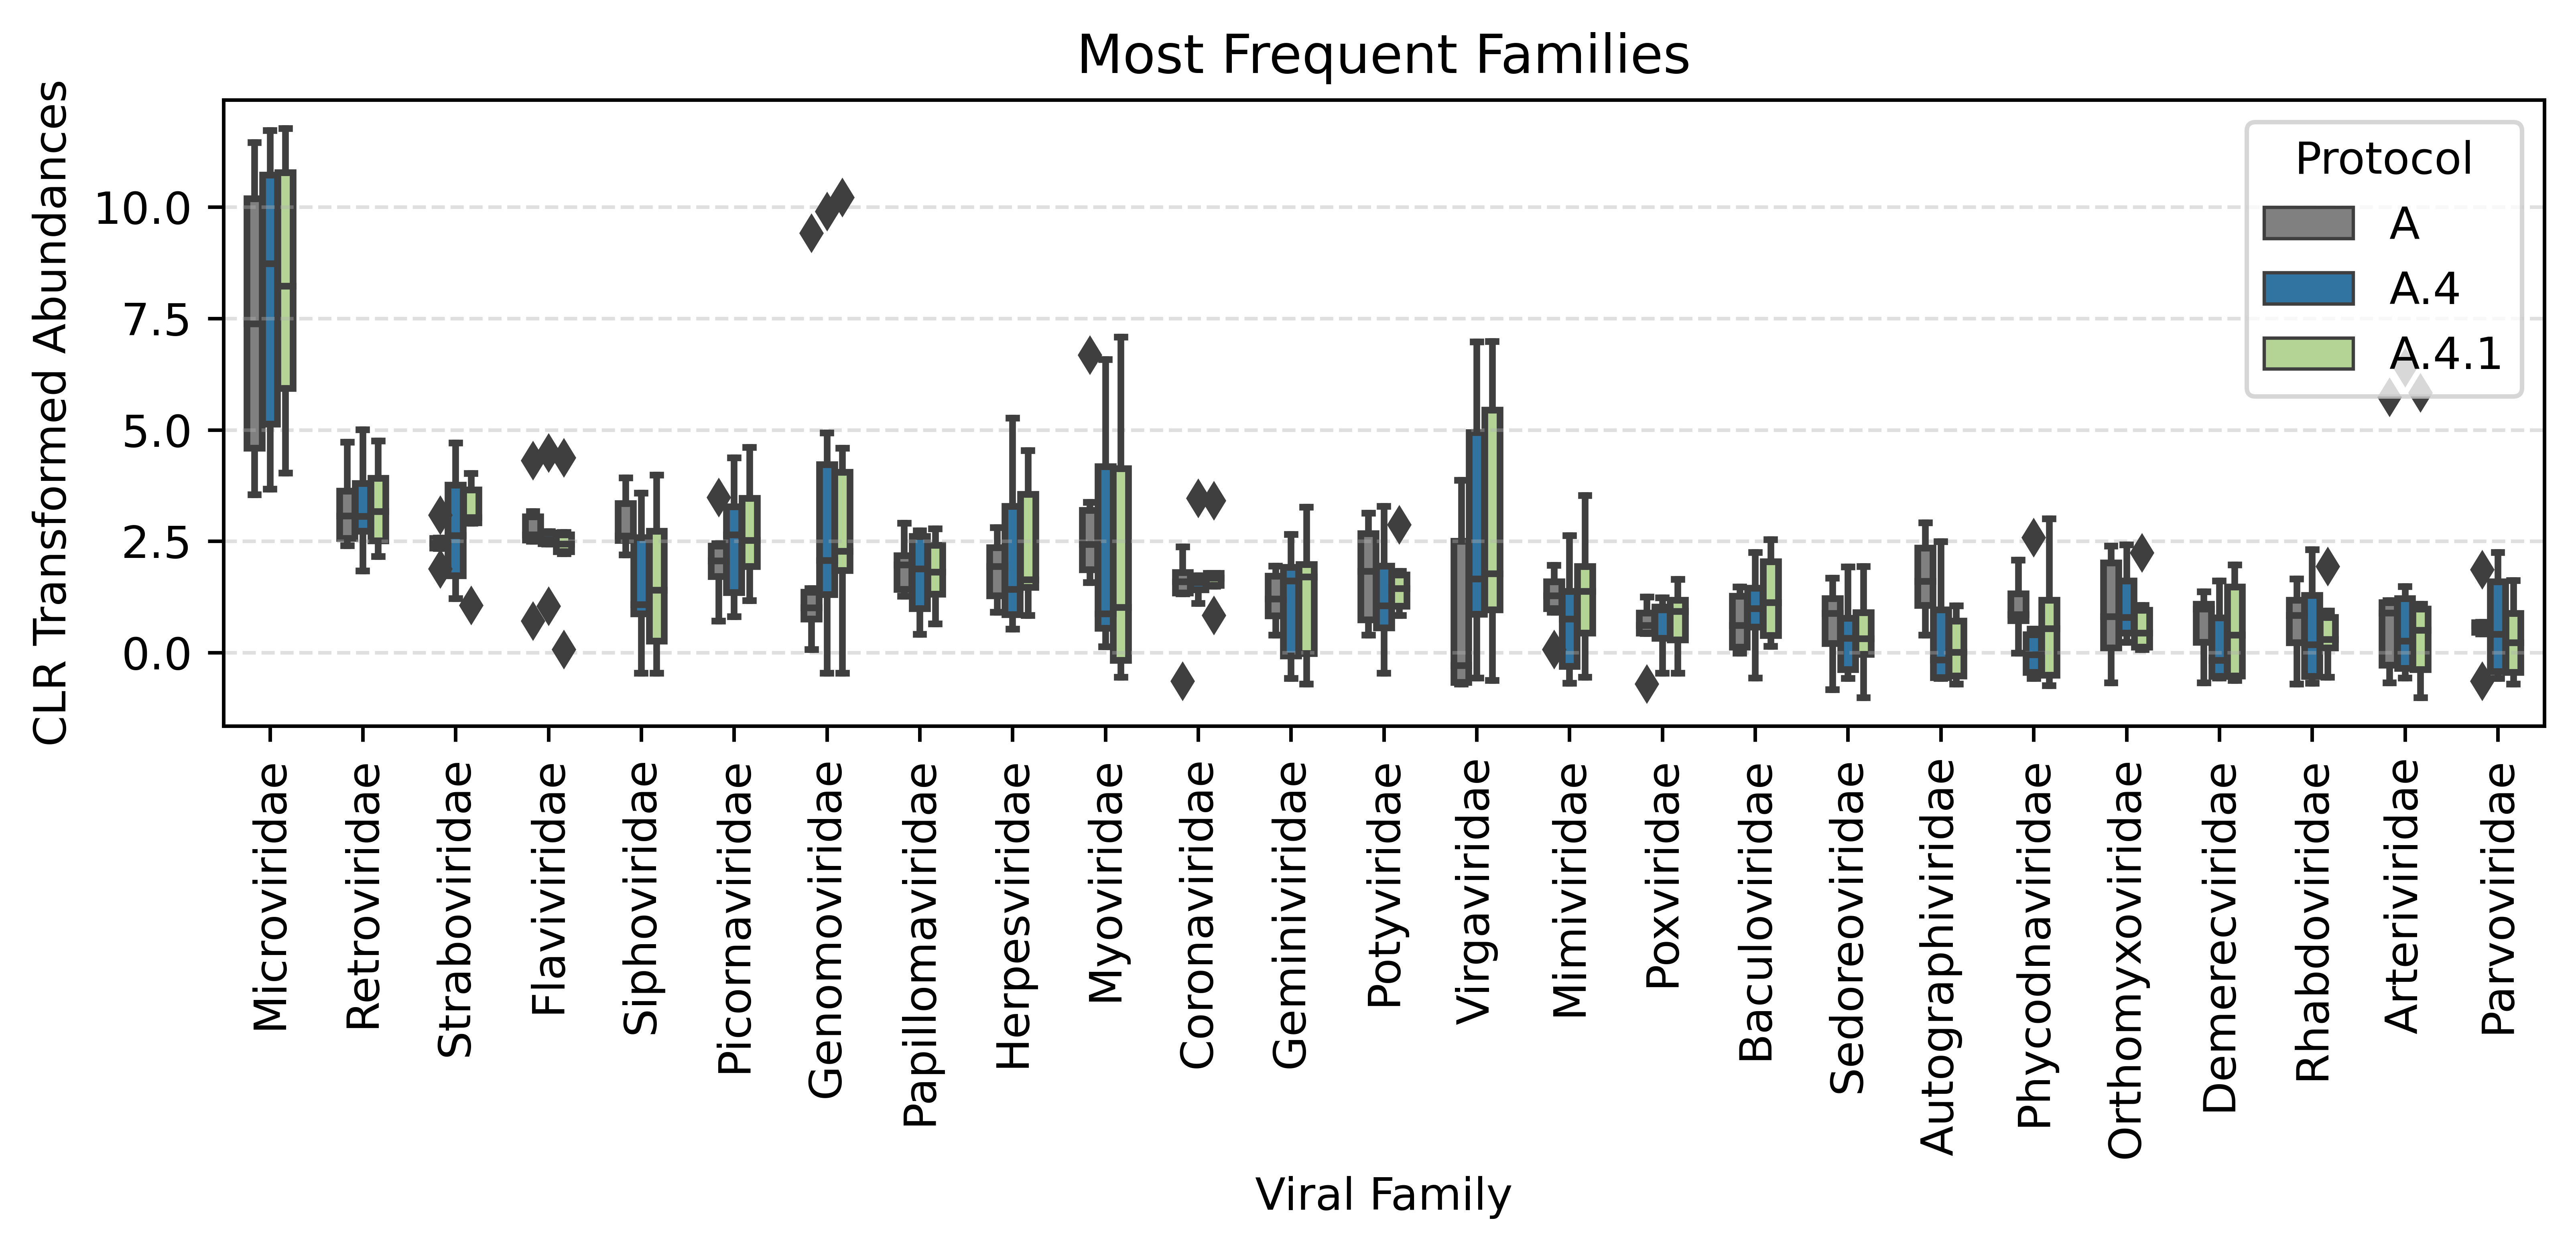 Most Frequent Families
CLR Transformed Abundances
10.0
7.5
5.0
2.5
0.0
Protocol
A
A.4
A.4.1
Microviridae
Retroviridae
Straboviridae
Flaviviridae
Siphoviridae
Picornaviridae
Genomoviridae
Papillomaviridae
Herpesviridae
Myoviridae
Coronaviridae
Geminiviridae
Potyviridae
Virgaviridae
Mimiviridae
Poxviridae
Baculoviridae
Sedoreoviridae
Autographiviridae
Phycodnaviridae
Orthomyxoviridae
Demerecviridae
Rhabdoviridae
Arteriviridae
Parvoviridae
Viral Family